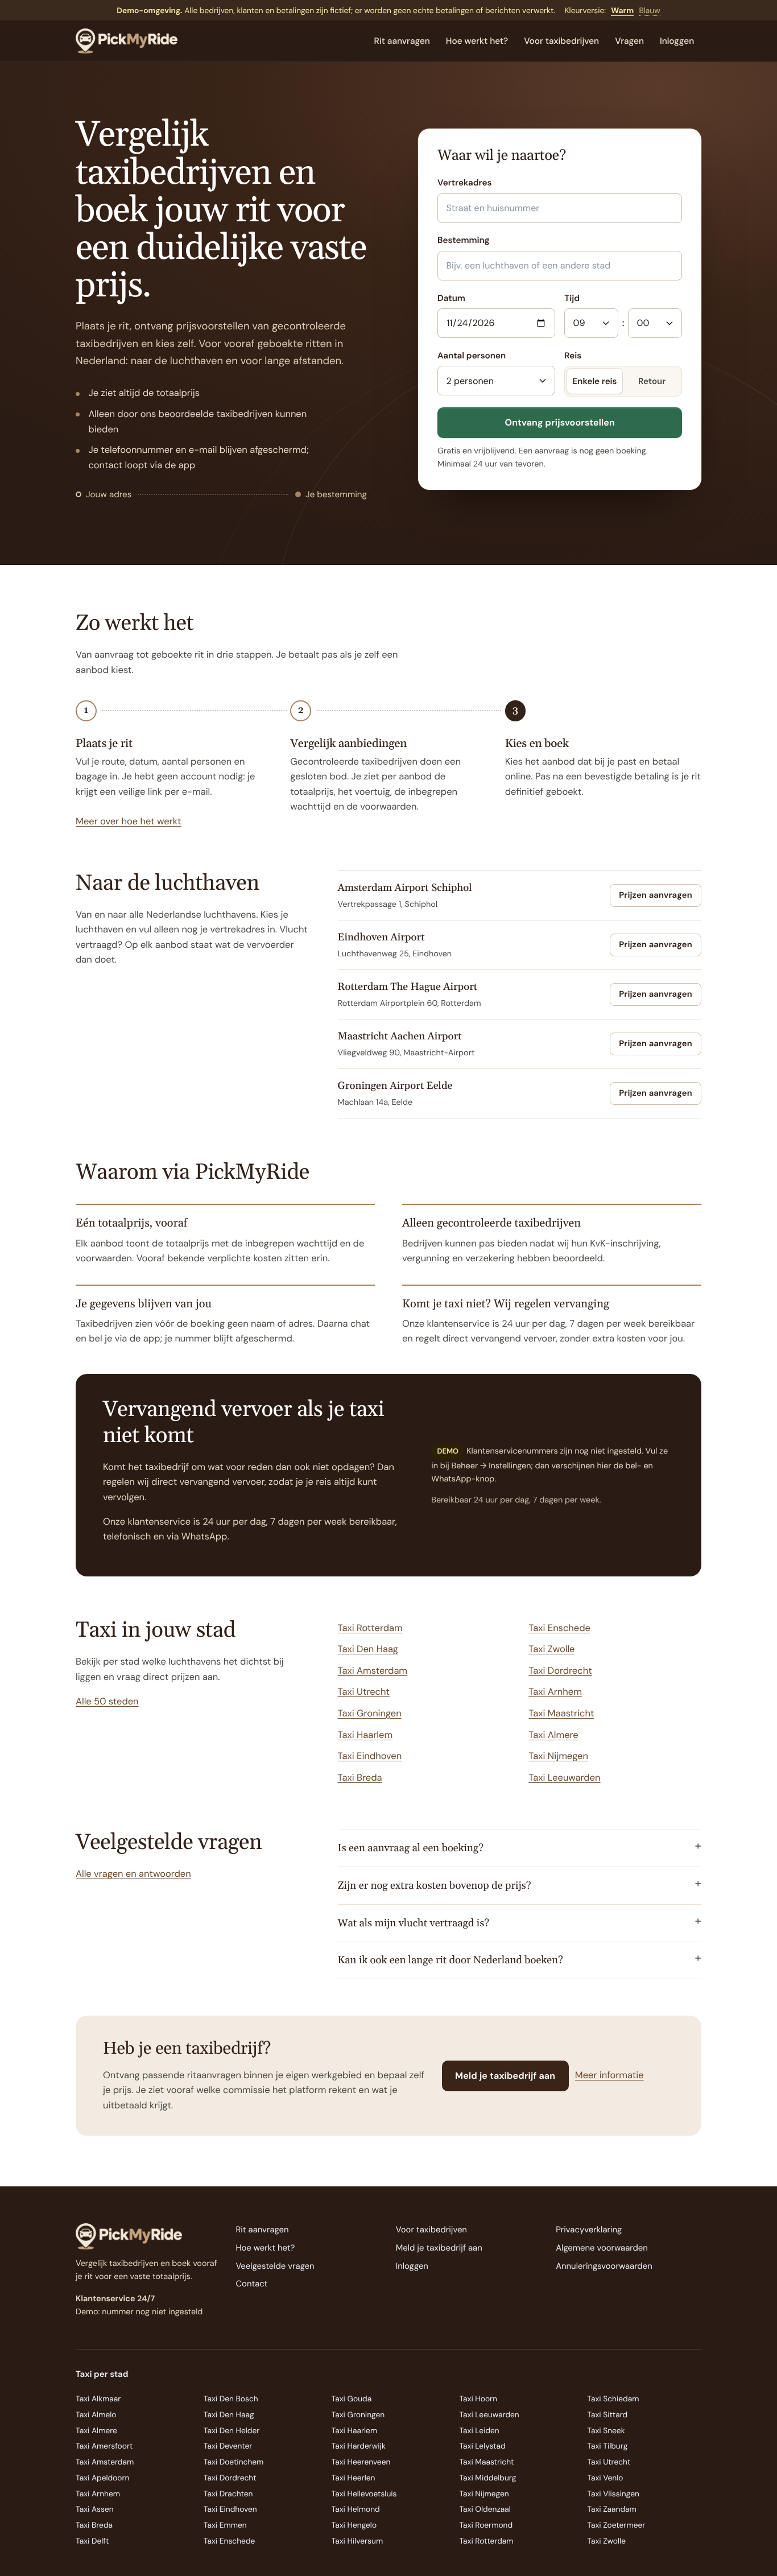 Demo-omgeving. Alle bedrijven, klanten en betalingen zijn fictief; er worden geen echte betalingen of berichten verwerkt. Kleurversie: Warm Blauw
PickMyRide
Rit aanvragen Hoe werkt het? Voor taxibedrijven Vragen Inloggen
Vergelijk
taxibedrijven en
boek jouw rit voor
een duidelijke vaste
prijs.
Plaats je rit, ontvang prijsvoorstellen van gecontroleerde
taxibedrijven en kies zelf. Voor vooraf geboekte ritten in
Nederland: naar de luchthaven en voor lange afstanden.
Je ziet altijd de totaalprijs
Alleen door ons beoordeelde taxibedrijven kunnen
bieden
Je telefoonnummer en e-mail blijven afgeschermd;
contact loopt via de app
Jouw adres Je bestemming
Waar wil je naartoe?
Vertrekadres
Straat en huisnummer
Bestemming
Bijv. een luchthaven of een andere stad
Datum Tijd
11/24/2026 09 : 00
Aantal personen Reis
2 personen Enkele reis Retour
Ontvang prijsvoorstellen
Gratis en vrijblijvend. Een aanvraag is nog geen boeking.
Minimaal 24 uur van tevoren.
Zo werkt het
Van aanvraag tot geboekte rit in drie stappen. Je betaalt pas als je zelf een
aanbod kiest.
1 2 3
Plaats je rit
Vul je route, datum, aantal personen en
bagage in. Je hebt geen account nodig: je
krijgt een veilige link per e-mail.
Vergelijk aanbiedingen
Gecontroleerde taxibedrijven doen een
gesloten bod. Je ziet per aanbod de
totaalprijs, het voertuig, de inbegrepen
wachttijd en de voorwaarden.
Kies en boek
Kies het aanbod dat bij je past en betaal
online. Pas na een bevestigde betaling is je rit
definitief geboekt.
Meer over hoe het werkt
Naar de luchthaven
Van en naar alle Nederlandse luchthavens. Kies je
luchthaven en vul alleen nog je vertrekadres in. Vlucht
vertraagd? Op elk aanbod staat wat de vervoerder
dan doet.
Amsterdam Airport Schiphol
Vertrekpassage 1, Schiphol
Prijzen aanvragen
Eindhoven Airport
Luchthavenweg 25, Eindhoven
Prijzen aanvragen
Rotterdam The Hague Airport
Rotterdam Airportplein 60, Rotterdam
Prijzen aanvragen
Maastricht Aachen Airport
Vliegveldweg 90, Maastricht-Airport
Prijzen aanvragen
Groningen Airport Eelde
Machlaan 14a, Eelde
Prijzen aanvragen
Waarom via PickMyRide
Eén totaalprijs, vooraf
Elk aanbod toont de totaalprijs met de inbegrepen wachttijd en de
voorwaarden. Vooraf bekende verplichte kosten zitten erin.
Alleen gecontroleerde taxibedrijven
Bedrijven kunnen pas bieden nadat wij hun KvK-inschrijving,
vergunning en verzekering hebben beoordeeld.
Je gegevens blijven van jou
Taxibedrijven zien vóór de boeking geen naam of adres. Daarna chat
en bel je via de app; je nummer blijft afgeschermd.
Komt je taxi niet? Wij regelen vervanging
Onze klantenservice is 24 uur per dag, 7 dagen per week bereikbaar
en regelt direct vervangend vervoer, zonder extra kosten voor jou.
Vervangend vervoer als je taxi
niet komt
Komt het taxibedrijf om wat voor reden dan ook niet opdagen? Dan
regelen wij direct vervangend vervoer, zodat je je reis altijd kunt
vervolgen.
Onze klantenservice is 24 uur per dag, 7 dagen per week bereikbaar,
telefonisch en via WhatsApp.
DEMO Klantenservicenummers zijn nog niet ingesteld. Vul ze
in bij Beheer → Instellingen; dan verschijnen hier de bel- en
WhatsApp-knop.
Bereikbaar 24 uur per dag, 7 dagen per week.
Taxi in jouw stad
Bekijk per stad welke luchthavens het dichtst bij
liggen en vraag direct prijzen aan.
Alle 50 steden
Taxi Rotterdam
Taxi Den Haag
Taxi Amsterdam
Taxi Utrecht
Taxi Groningen
Taxi Haarlem
Taxi Eindhoven
Taxi Breda
Taxi Enschede
Taxi Zwolle
Taxi Dordrecht
Taxi Arnhem
Taxi Maastricht
Taxi Almere
Taxi Nijmegen
Taxi Leeuwarden
Veelgestelde vragen
Alle vragen en antwoorden
Is een aanvraag al een boeking? +
Zijn er nog extra kosten bovenop de prijs? +
Wat als mijn vlucht vertraagd is? +
Kan ik ook een lange rit door Nederland boeken? +
Heb je een taxibedrijf?
Ontvang passende ritaanvragen binnen je eigen werkgebied en bepaal zelf
je prijs. Je ziet vooraf welke commissie het platform rekent en wat je
uitbetaald krijgt.
Meld je taxibedrijf aan Meer informatie
PickMyRide
Vergelijk taxibedrijven en boek vooraf
je rit voor een vaste totaalprijs.
Klantenservice 24/7
Demo: nummer nog niet ingesteld
Rit aanvragen
Hoe werkt het?
Veelgestelde vragen
Contact
Voor taxibedrijven
Meld je taxibedrijf aan
Inloggen
Privacyverklaring
Algemene voorwaarden
Annuleringsvoorwaarden
Taxi per stad
Taxi Alkmaar
Taxi Almelo
Taxi Almere
Taxi Amersfoort
Taxi Amsterdam
Taxi Apeldoorn
Taxi Arnhem
Taxi Assen
Taxi Breda
Taxi Delft
Taxi Den Bosch
Taxi Den Haag
Taxi Den Helder
Taxi Deventer
Taxi Doetinchem
Taxi Dordrecht
Taxi Drachten
Taxi Eindhoven
Taxi Emmen
Taxi Enschede
Taxi Gouda
Taxi Groningen
Taxi Haarlem
Taxi Harderwijk
Taxi Heerenveen
Taxi Heerlen
Taxi Hellevoetsluis
Taxi Helmond
Taxi Hengelo
Taxi Hilversum
Taxi Hoorn
Taxi Leeuwarden
Taxi Leiden
Taxi Lelystad
Taxi Maastricht
Taxi Middelburg
Taxi Nijmegen
Taxi Oldenzaal
Taxi Roermond
Taxi Rotterdam
Taxi Schiedam
Taxi Sittard
Taxi Sneek
Taxi Tilburg
Taxi Utrecht
Taxi Venlo
Taxi Vlissingen
Taxi Zaandam
Taxi Zoetermeer
Taxi Zwolle